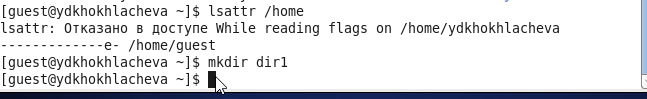 [guest@ydkhokhlacheva ~]$ lsattr /home
lsattr: Отказано в доступе While reading flags on /home/ydkhokhlacheva
-------------e- /home/guest
[guest@ydkhokhlacheva ~]$ mkdir dir1
[guest@ydkhokhlacheva ~]$